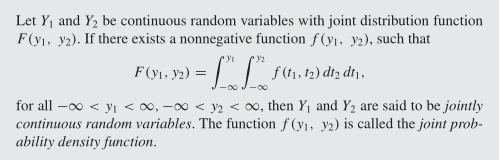 Let Y₁ and Y₂ be continuous random variables with joint distribution function
F(y₁, y₂). If there exists a nonnegative function f(y₁, y₂), such that
F(y₁, y₂) = ∫_{−∞}^{y₁} ∫_{−∞}^{y₂} f(t₁, t₂) dt₂ dt₁,
for all −∞ < y₁ < ∞, −∞ < y₂ < ∞, then Y₁ and Y₂ are said to be jointly
continuous random variables. The function f(y₁, y₂) is called the joint prob-
ability density function.